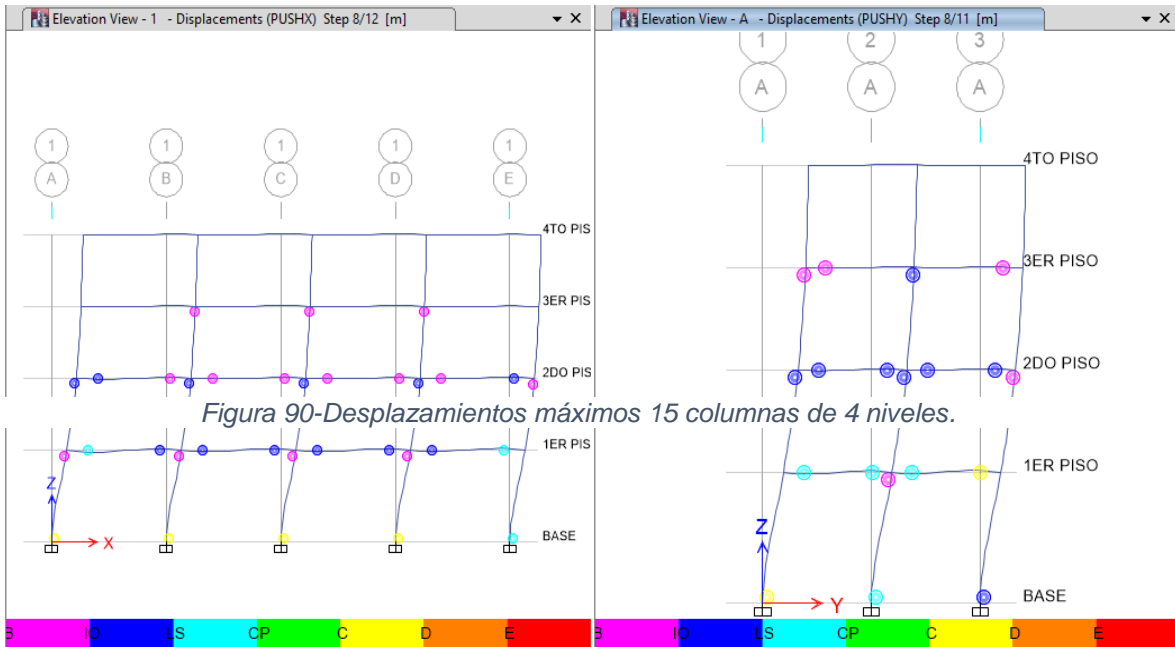 Elevation View - 1 - Displacements (PUSHX) Step 8/12 [m]
1 1 1 1 1
A B C D E
4TO PIS
3ER PIS
2DO PIS
Elevation View - A - Displacements (PUSHY) Step 8/11 [m]
1 2 3
A A A
4TO PISO
3ER PISO
2DO PISO
Figura 90-Desplazamientos máximos 15 columnas de 4 niveles.
1ER PIS
Z
X
BASE
B IO LS CP C D E
1ER PISO
Z
Y
BASE
B IO LS CP C D E